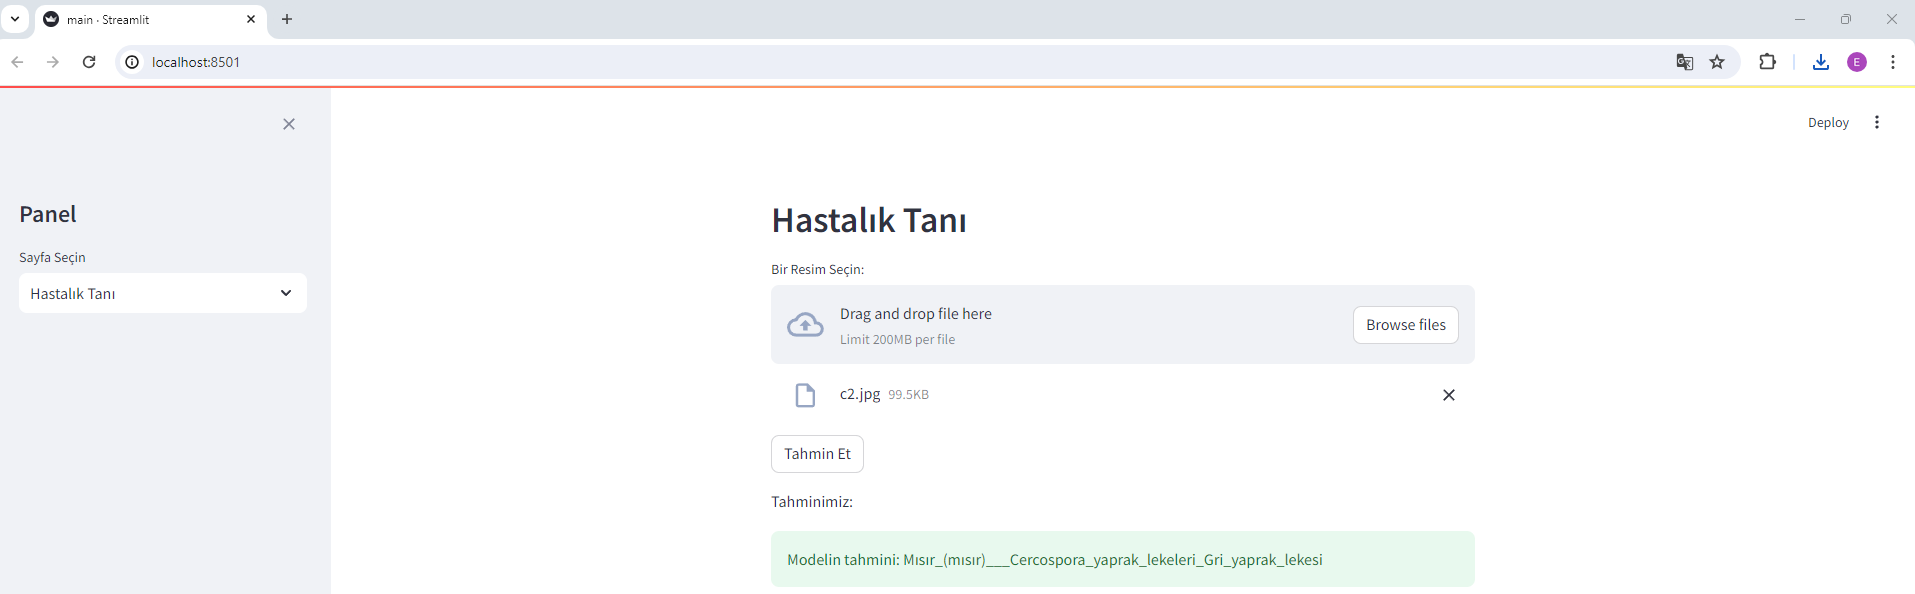 main · Streamlit
localhost:8501
E
Deploy
Panel
Sayfa Seçin
Hastalık Tanı
Hastalık Tanı
Bir Resim Seçin:
Drag and drop file here
Limit 200MB per file
Browse files
c2.jpg 99.5KB
Tahmin Et
Tahminimiz:
Modelin tahmini: Mısır_(mısır)___Cercospora_yaprak_lekeleri_Gri_yaprak_lekesi